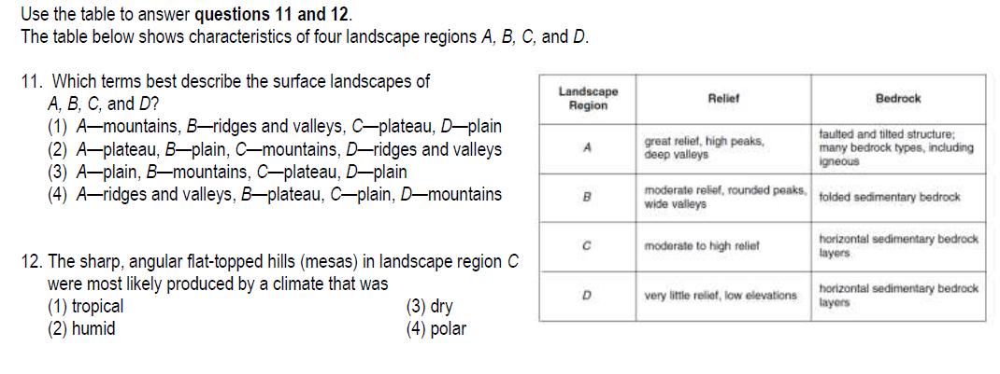 Use the table to answer questions 11 and 12.
The table below shows characteristics of four landscape regions A, B, C, and D.
11. Which terms best describe the surface landscapes of
A, B, C, and D?
(1) A—mountains, B—ridges and valleys, C—plateau, D—plain
(2) A—plateau, B—plain, C—mountains, D—ridges and valleys
(3) A—plain, B—mountains, C—plateau, D—plain
(4) A—ridges and valleys, B—plateau, C—plain, D—mountains
12. The sharp, angular flat-topped hills (mesas) in landscape region C
were most likely produced by a climate that was
(1) tropical (3) dry
(2) humid (4) polar
Landscape
Region
Relief
Bedrock
A
great relief, high peaks,
deep valleys
faulted and tilted structure;
many bedrock types, including
igneous
B
moderate relief, rounded peaks,
wide valleys
folded sedimentary bedrock
C
moderate to high relief
horizontal sedimentary bedrock
layers
D
very little relief, low elevations
horizontal sedimentary bedrock
layers